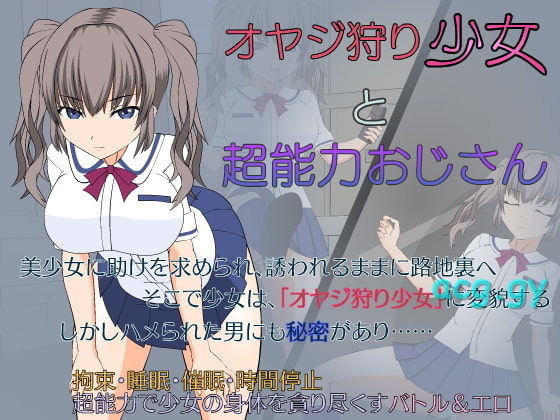 オヤジ狩り少女
と
超能力おじさん
美少女に助けを求められ、誘われるままに路地裏へ
そこで少女は、「オヤジ狩り少女」に変貌する
acg.gy
しかしハメられた男にも秘密があり……
拘束・睡眠・催眠・時間停止
超能力で少女の身体を貪り尽くすバトル＆エロ